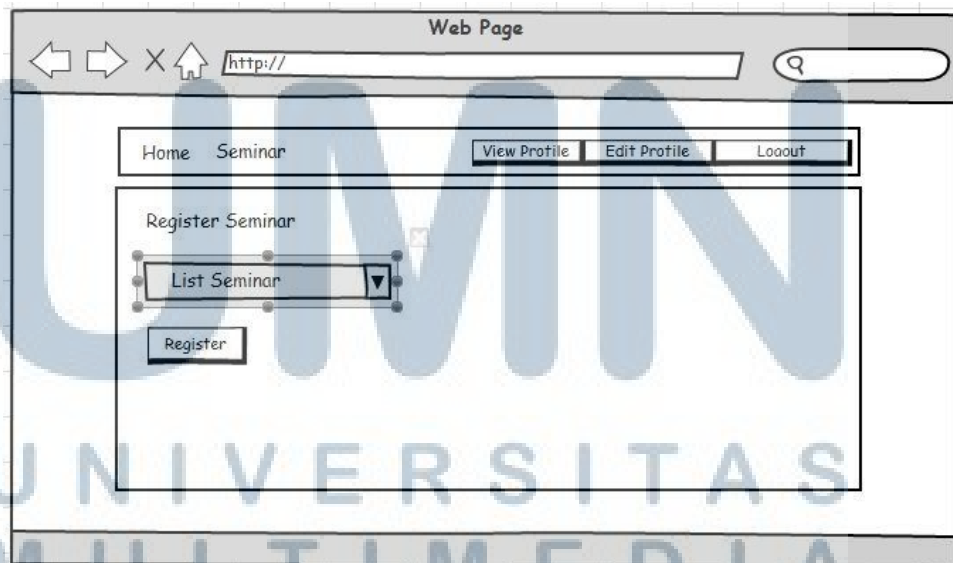 Web Page
http://
Home Seminar View Profile Edit Profile Logout
Register Seminar
List Seminar
Register
UMN
UNIVERSITAS
MULTIMEDIA